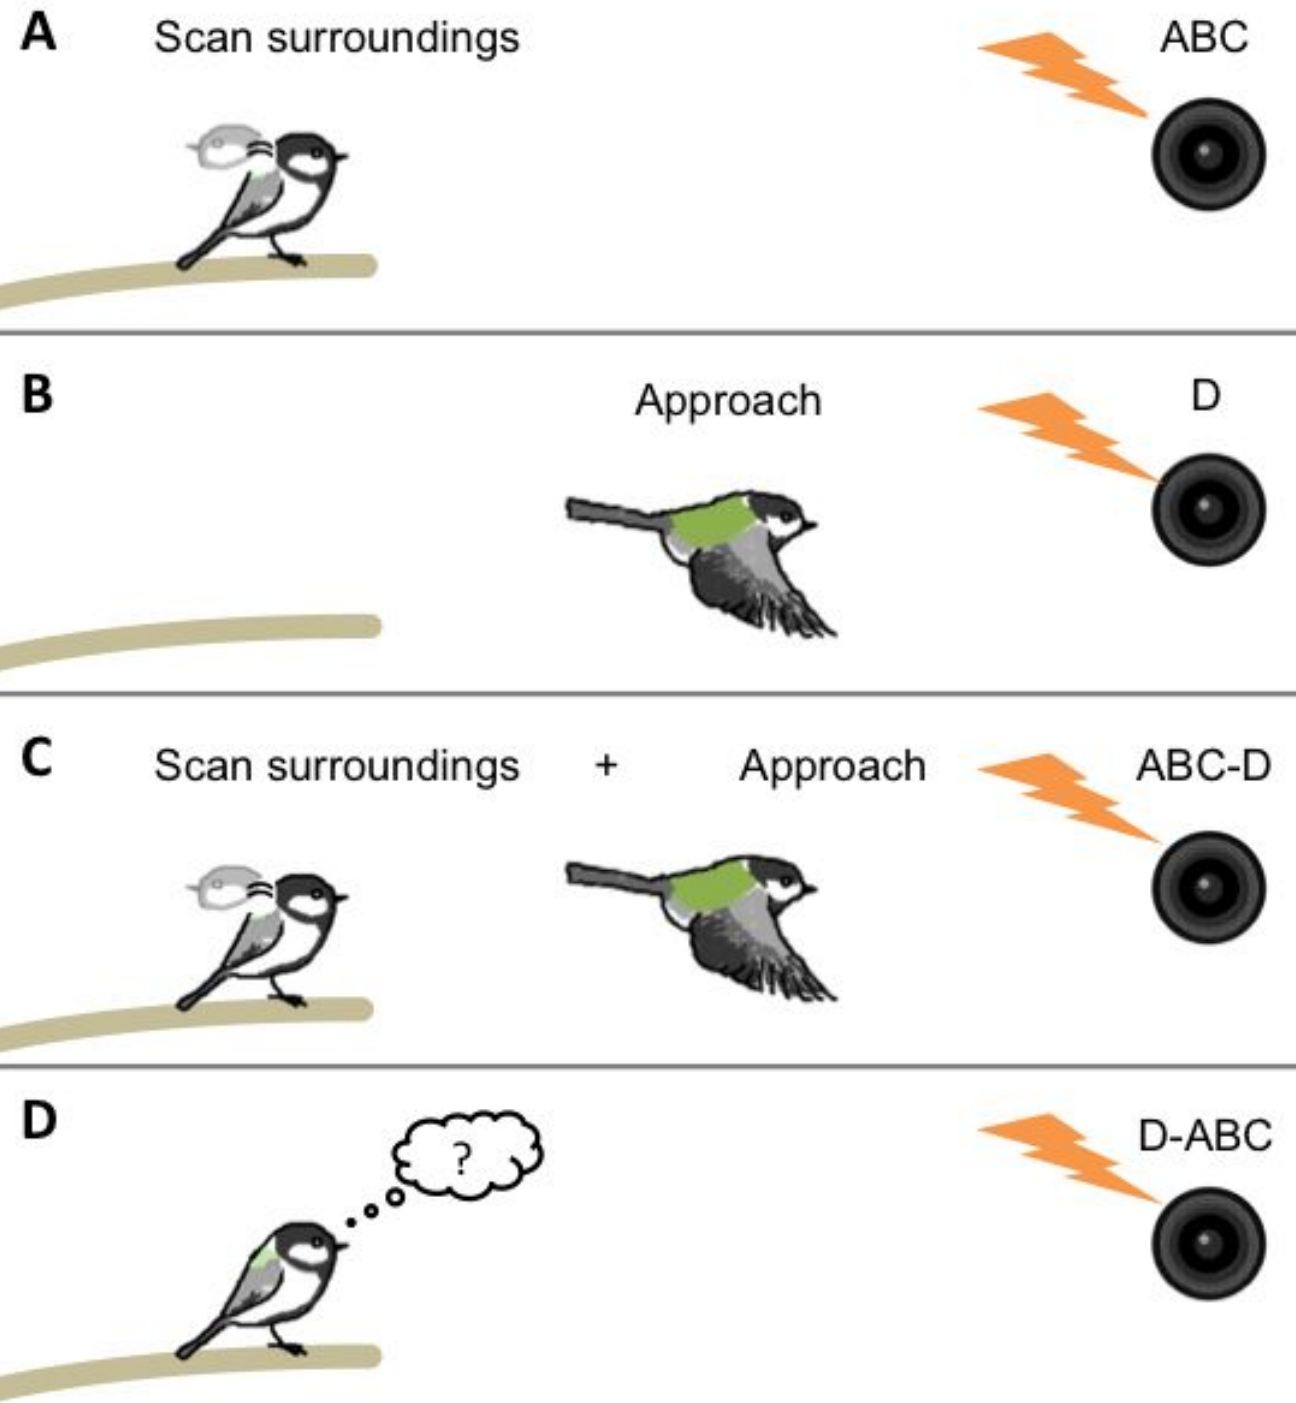 A
Scan surroundings
ABC
B
Approach
D
C
Scan surroundings + Approach
ABC-D
D
?
D-ABC